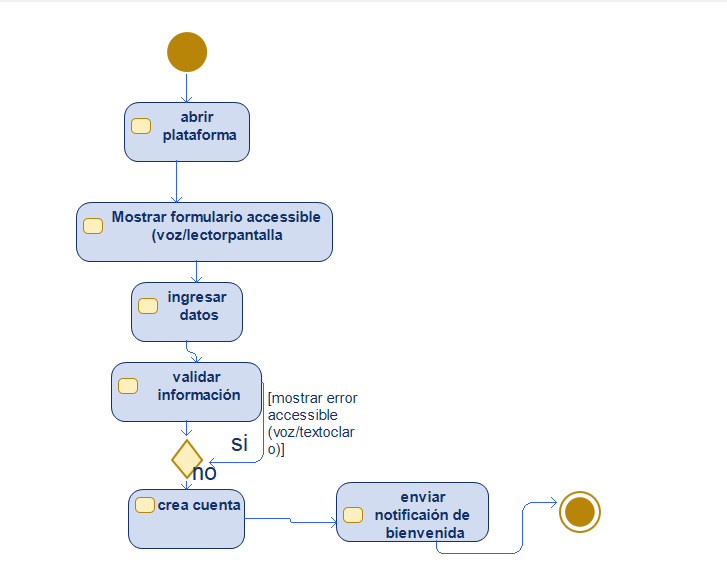 abrir
plataforma
Mostrar formulario accessible
(voz/lectorpantalla
ingresar
datos
validar
información
[mostrar error
accessible
(voz/textoclar
o)]
si
no
crea cuenta
enviar
notificaión de
bienvenida